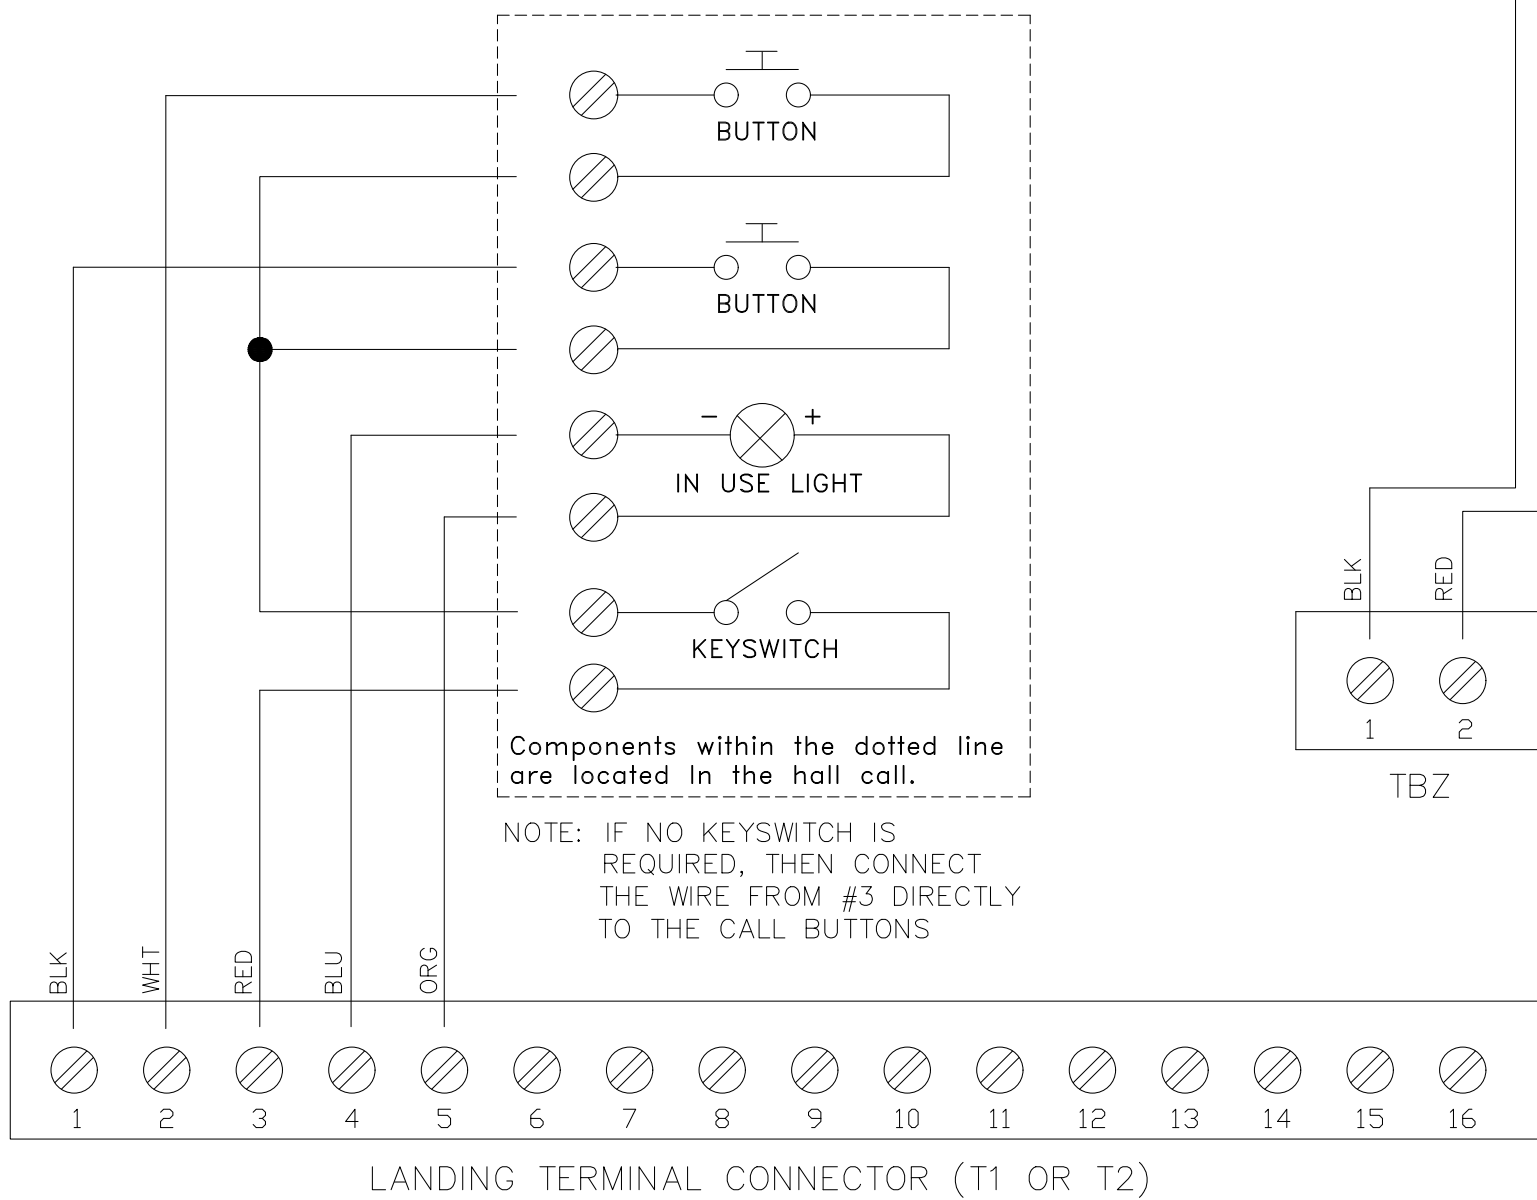 BUTTON
BUTTON
- +
IN USE LIGHT
KEYSWITCH
Components within the dotted line
are located In the hall call.
NOTE: IF NO KEYSWITCH IS
REQUIRED, THEN CONNECT
THE WIRE FROM #3 DIRECTLY
TO THE CALL BUTTONS
BLK
RED
1 2
TBZ
BLK
WHT
RED
BLU
ORG
1 2 3 4 5 6 7 8 9 10 11 12 13 14 15 16
LANDING TERMINAL CONNECTOR (T1 OR T2)